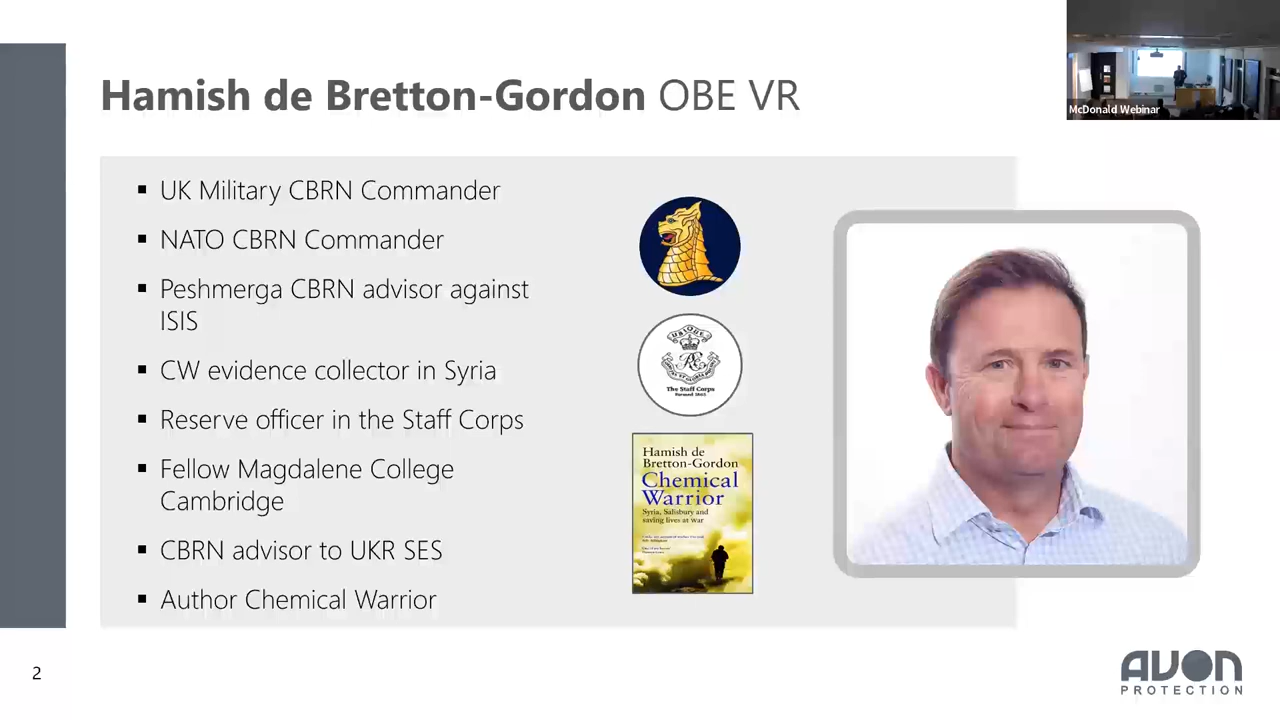 Hamish de Bretton-Gordon OBE VR
McDonald Webinar
UK Military CBRN Commander
NATO CBRN Commander
Peshmerga CBRN advisor against
ISIS
CW evidence collector in Syria
Reserve officer in the Staff Corps
Fellow Magdalene College
Cambridge
CBRN advisor to UKR SES
Author Chemical Warrior
UBIQUE
The Staff Corps
Hamish de
Bretton-Gordon
Chemical
Warrior
Syria, Salisbury and
saving lives at war
2
AVON
PROTECTION